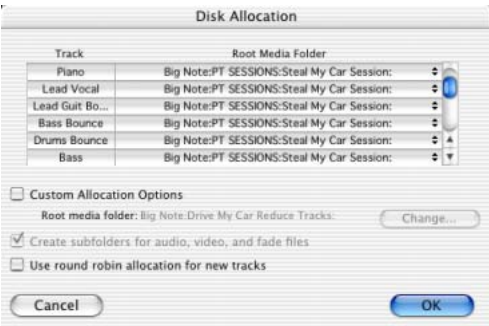 Disk Allocation
Track Root Media Folder
Piano Big Note:PT SESSIONS:Steal My Car Session:
Lead Vocal Big Note:PT SESSIONS:Steal My Car Session:
Lead Guit Bo... Big Note:PT SESSIONS:Steal My Car Session:
Bass Bounce Big Note:PT SESSIONS:Steal My Car Session:
Drums Bounce Big Note:PT SESSIONS:Steal My Car Session:
Bass Big Note:PT SESSIONS:Steal My Car Session:
Custom Allocation Options
Root media folder: Big Note:Drive My Car Reduce Tracks: Change...
Create subfolders for audio, video, and fade files
Use round robin allocation for new tracks
Cancel OK